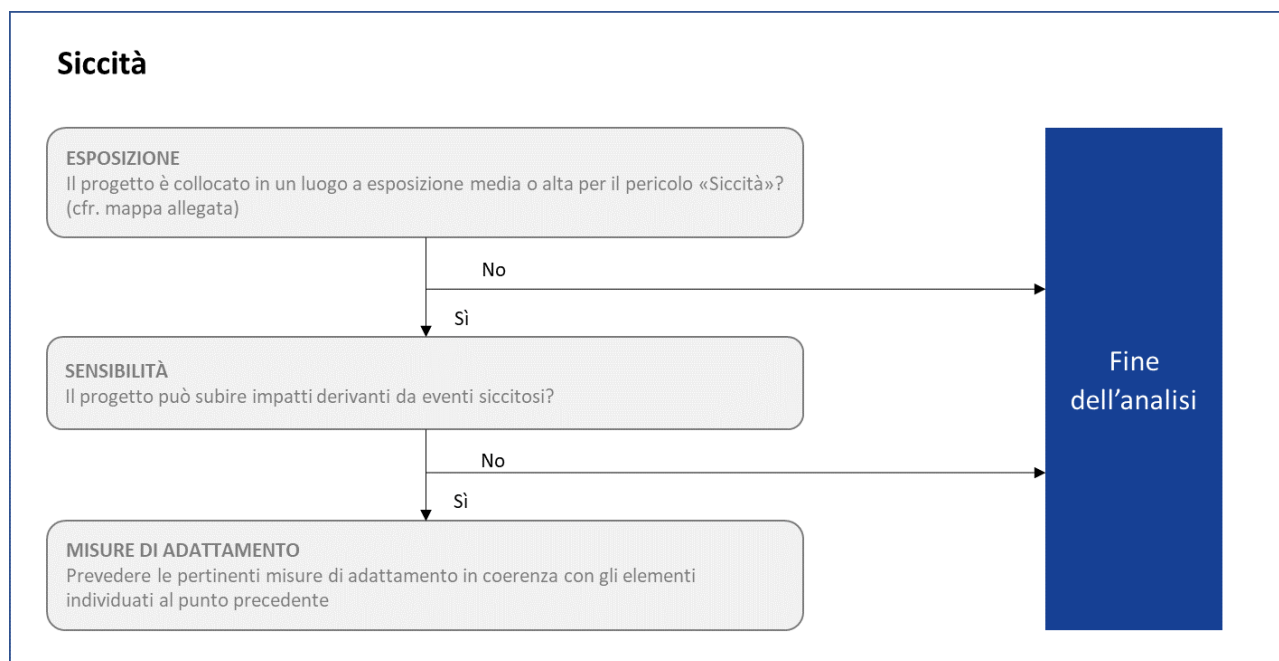 Siccità
ESPOSIZIONE
Il progetto è collocato in un luogo a esposizione media o alta per il pericolo «Siccità»?
(cfr. mappa allegata)
No
Sì
SENSIBILITÀ
Il progetto può subire impatti derivanti da eventi siccitosi?
No
Sì
MISURE DI ADATTAMENTO
Prevedere le pertinenti misure di adattamento in coerenza con gli elementi
individuati al punto precedente
Fine
dell’analisi